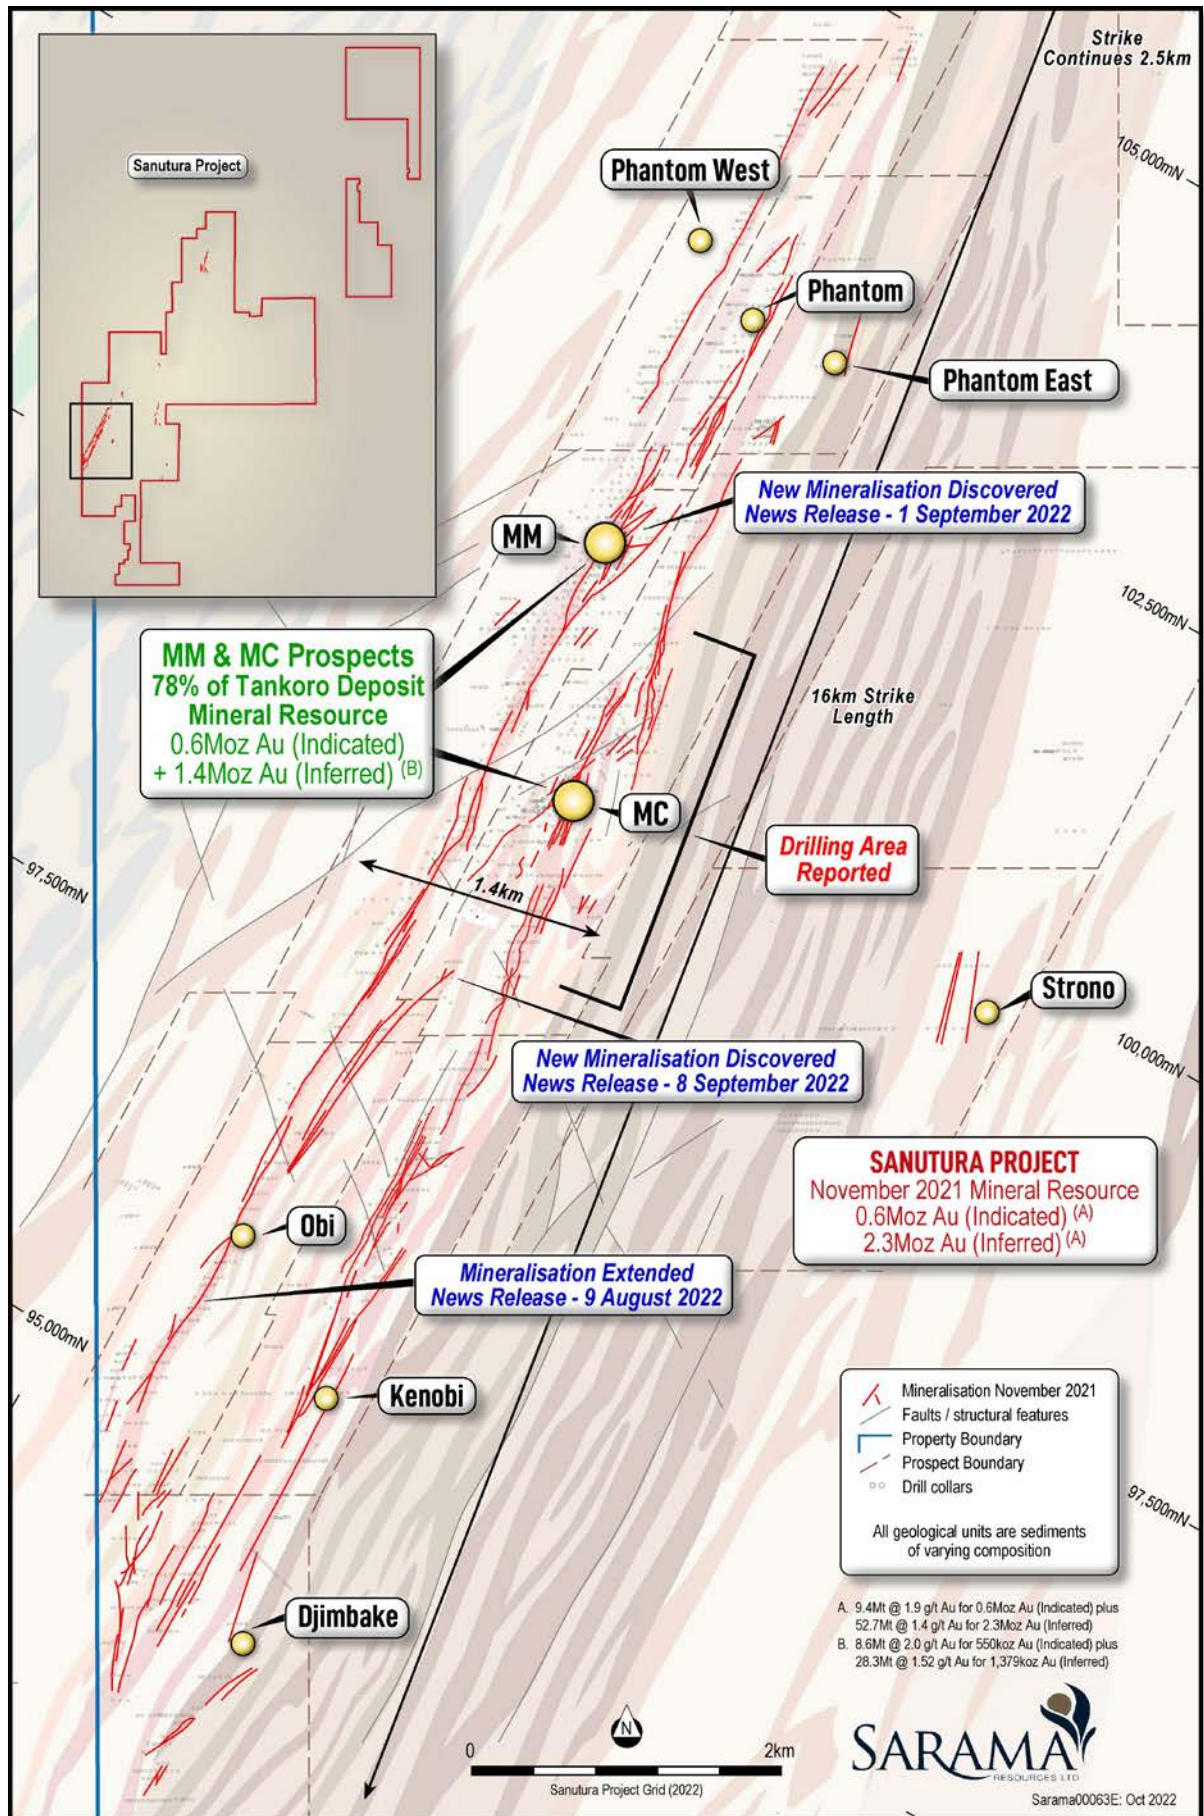 Strike
Continues 2.5km
Sanutura Project
105,000mN
Phantom West
Phantom
Phantom East
New Mineralisation Discovered
News Release - 1 September 2022
MM
102,500mN
MM & MC Prospects
78% of Tankoro Deposit
Mineral Resource
0.6Moz Au (Indicated)
+ 1.4Moz Au (Inferred) (B)
16km Strike
Length
MC
Drilling Area
Reported
97,500mN
1.4km
Strono
New Mineralisation Discovered
News Release - 8 September 2022
100,000mN
SANUTURA PROJECT
November 2021 Mineral Resource
0.6Moz Au (Indicated) (A)
2.3Moz Au (Inferred) (A)
Obi
Mineralisation Extended
News Release - 9 August 2022
95,000mN
Kenobi
Mineralisation November 2021
Faults / structural features
Property Boundary
Prospect Boundary
Drill collars
All geological units are sediments
of varying composition
97,500mN
Djimbake
A. 9.4Mt @ 1.9 g/t Au for 0.6Moz Au (Indicated) plus
52.7Mt @ 1.4 g/t Au for 2.3Moz Au (Inferred)
B. 8.6Mt @ 2.0 g/t Au for 550koz Au (Indicated) plus
28.3Mt @ 1.52 g/t Au for 1,379koz Au (Inferred)
N
0 2km
Sanutura Project Grid (2022)
SARAMA
RESOURCES LTD
Sarama00063E: Oct 2022